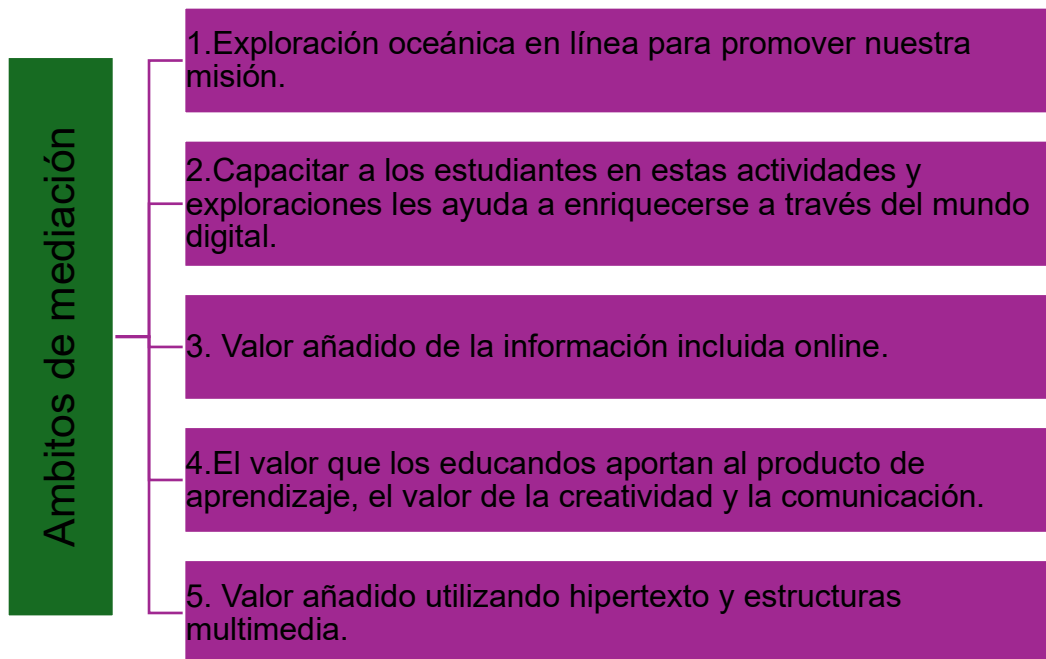 Ambitos de mediación
1.Exploración oceánica en línea para promover nuestra
misión.
2.Capacitar a los estudiantes en estas actividades y
exploraciones les ayuda a enriquecerse a través del mundo
digital.
3. Valor añadido de la información incluida online.
4.El valor que los educandos aportan al producto de
aprendizaje, el valor de la creatividad y la comunicación.
5. Valor añadido utilizando hipertexto y estructuras
multimedia.